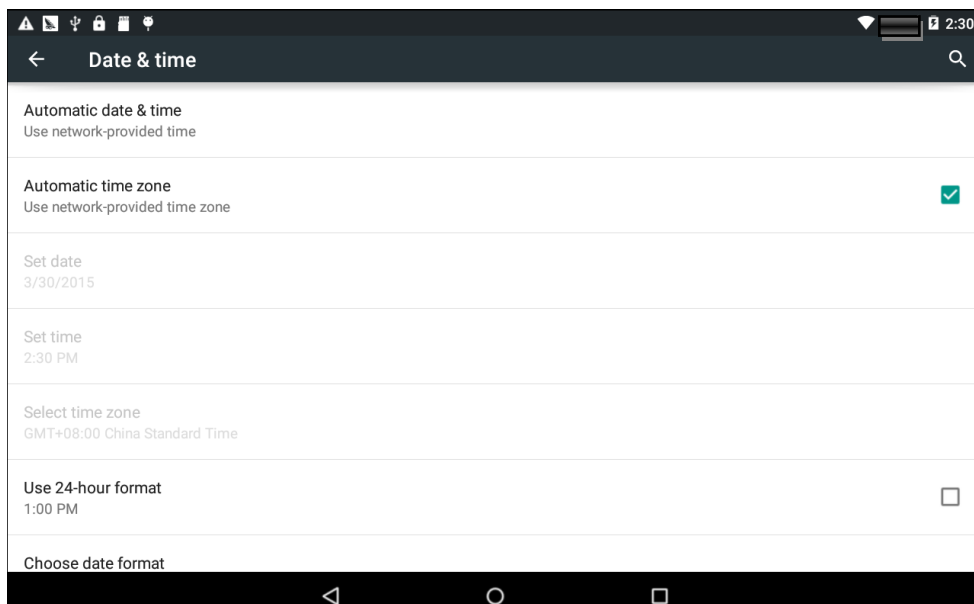 2:30
Date & time
Automatic date & time
Use network-provided time
Automatic time zone
Use network-provided time zone
Set date
3/30/2015
Set time
2:30 PM
Select time zone
GMT+08:00 China Standard Time
Use 24-hour format
1:00 PM
Choose date format